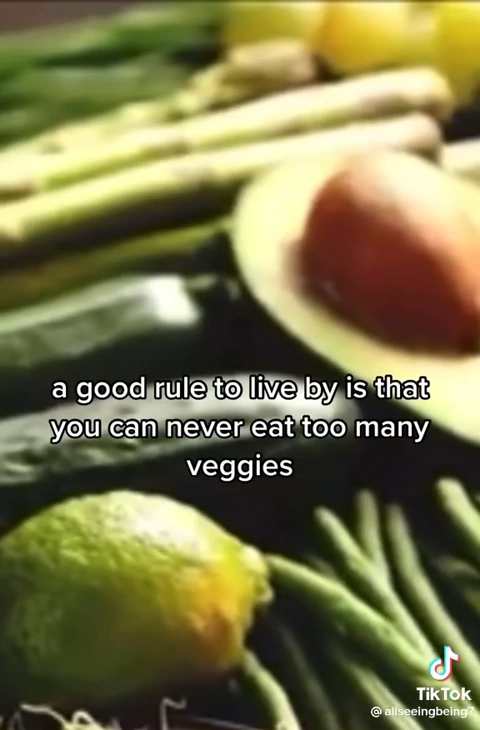 a good rule to live by is that
you can never eat too many
veggies
TikTok
@ allseeingbeing7